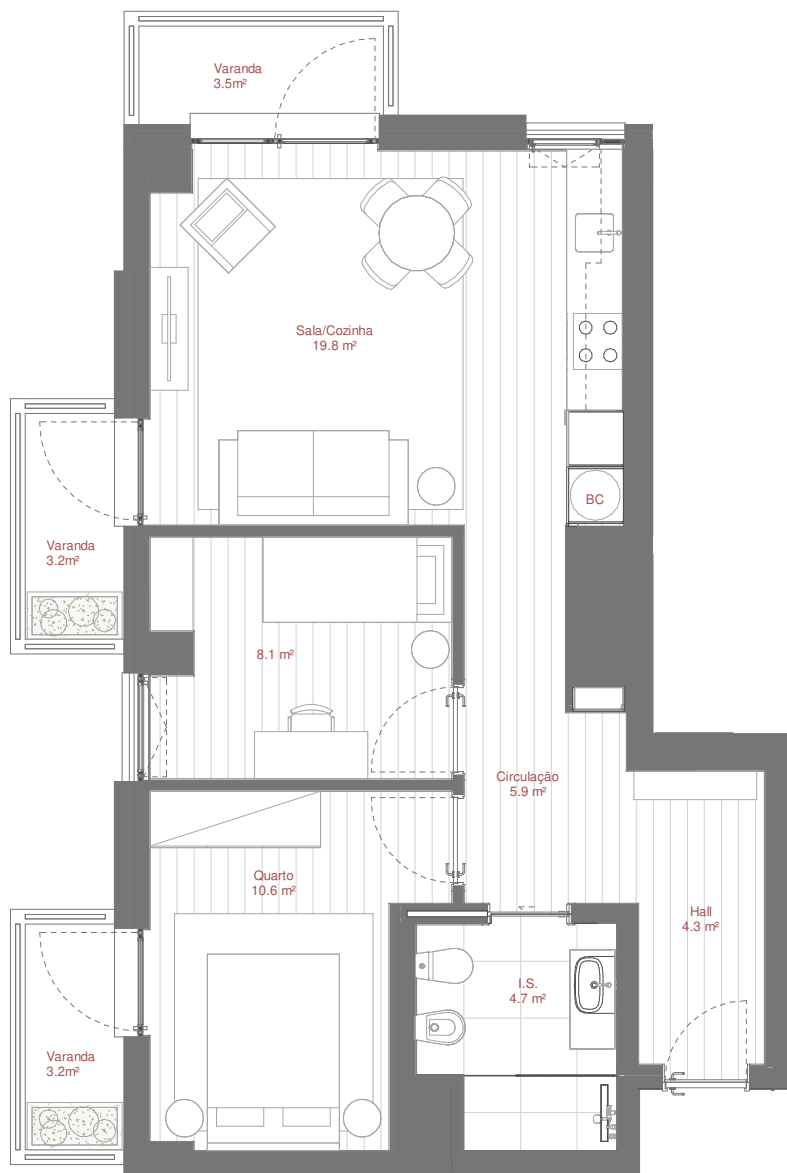 Varanda
3.5m²
Sala/Cozinha
19.8 m²
BC
Varanda
3.2m²
8.1 m²
Circulação
5.9 m²
Quarto
10.6 m²
Hall
4.3 m²
I.S.
4.7 m²
Varanda
3.2m²